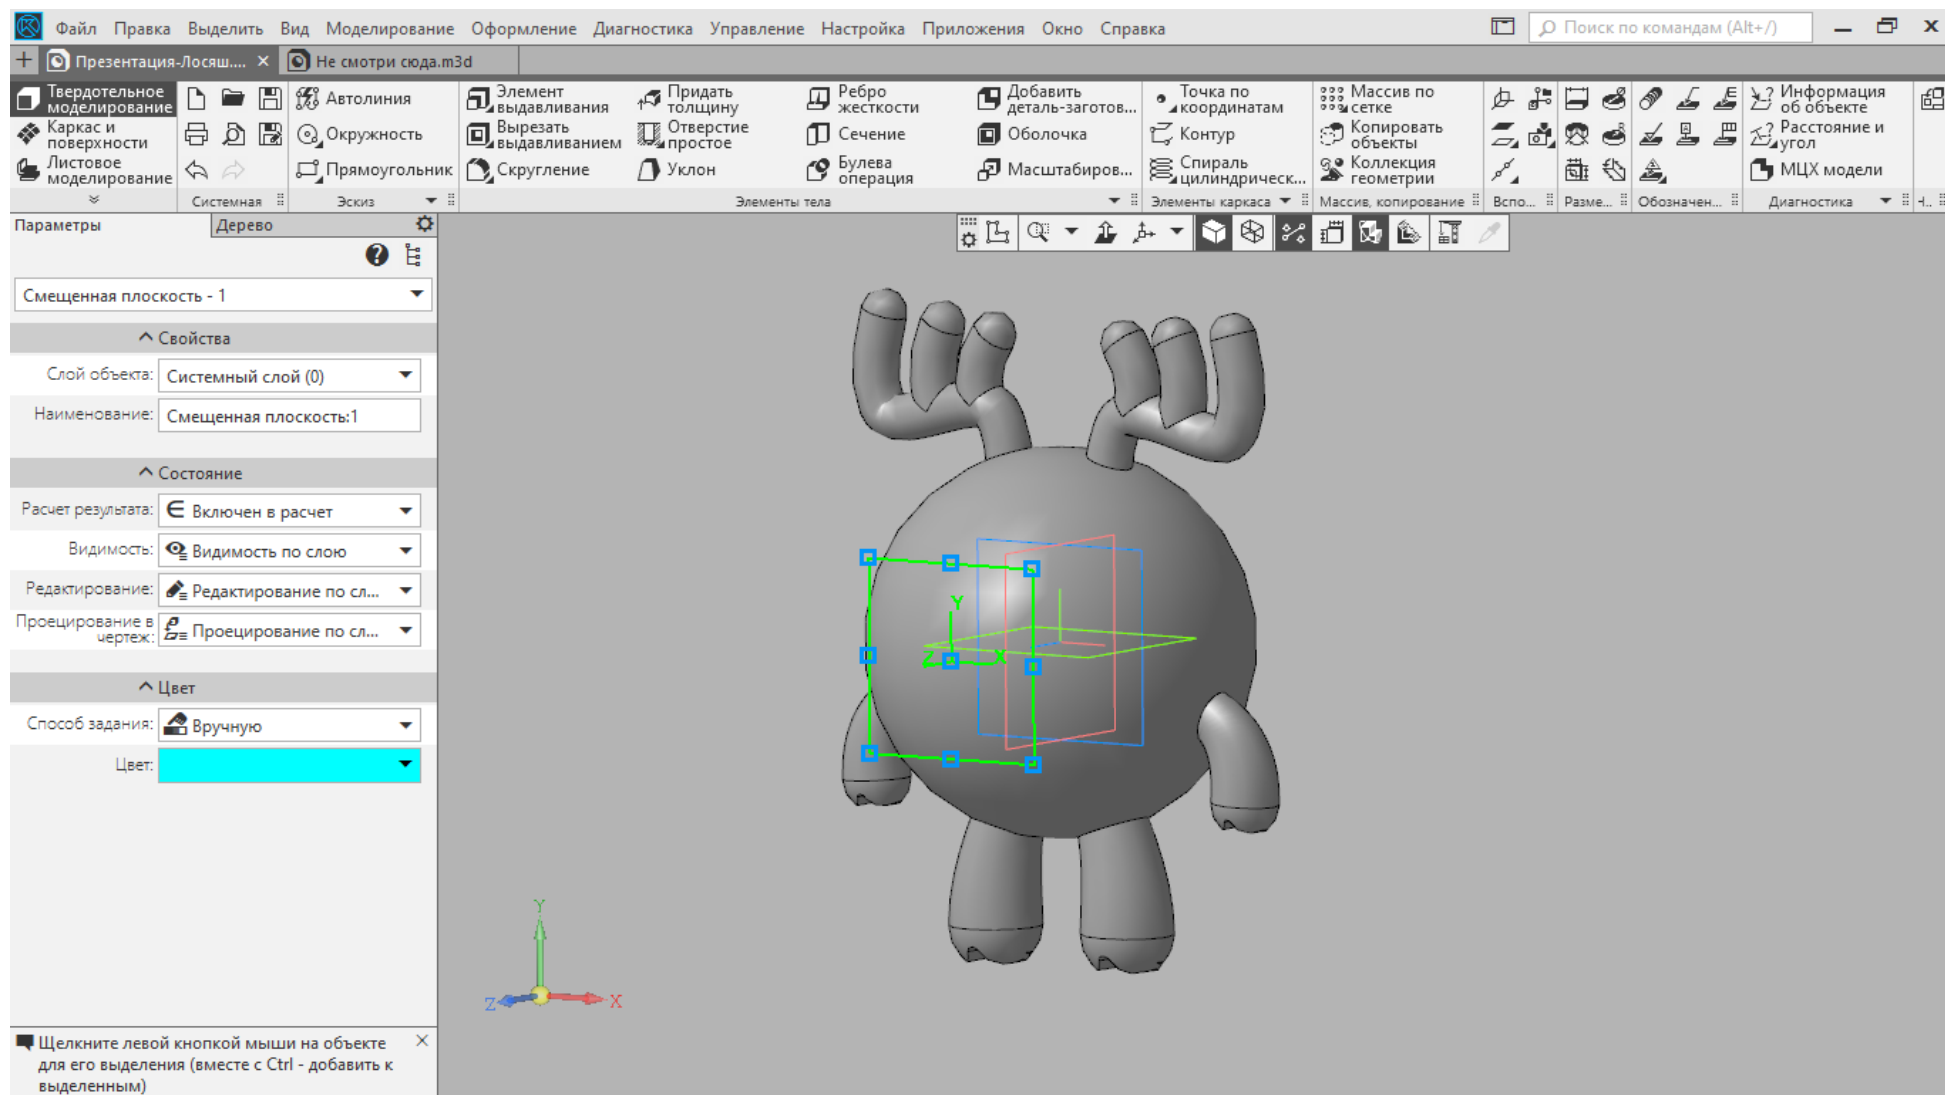 Файл Правка Выделить Вид Моделирование Оформление Диагностика Управление Настройка Приложения Окно Справка
Поиск по командам (Alt+/)
Презентация-Лосяш.... Не смотри сюда.m3d
Твердотельное
моделирование
Каркас и
поверхности
Листовое
моделирование
Системная
Автолиния
Окружность
Прямоугольник
Эскиз
Элемент
выдавливания
Вырезать
выдавливанием
Скругление
Придать
толщину
Отверстие
простое
Уклон
Ребро
жесткости
Сечение
Булева
операция
Добавить
деталь-заготов...
Оболочка
Масштабиров...
Элементы тела
Точка по
координатам
Контур
Спираль
цилиндрическ...
Элементы каркаса
Массив по
сетке
Копировать
объекты
Коллекция
геометрии
Массив, копирование
Вспо...
Разме...
Обозначен...
Информация
об объекте
Расстояние и
угол
МЦХ модели
Диагностика
Параметры
Дерево
Смещенная плоскость - 1
Свойства
Слой объекта: Системный слой (0)
Наименование: Смещенная плоскость:1
Состояние
Расчет результата: Включен в расчет
Видимость: Видимость по слою
Редактирование: Редактирование по сл...
Проецирование в
чертеж: Проецирование по сл...
Цвет
Способ задания: Вручную
Цвет:
Щелкните левой кнопкой мыши на объекте
для его выделения (вместе с Ctrl - добавить к
выделенным)
Y
Z X
Y
Z X